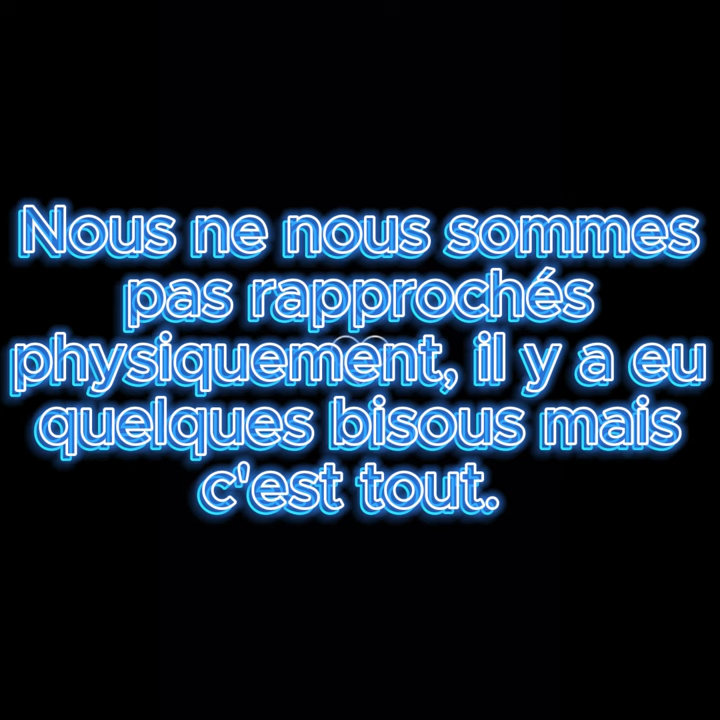 Nous ne nous sommes
pas rapprochés
physiquement, il y a eu
quelques bisous mais
c'est tout.